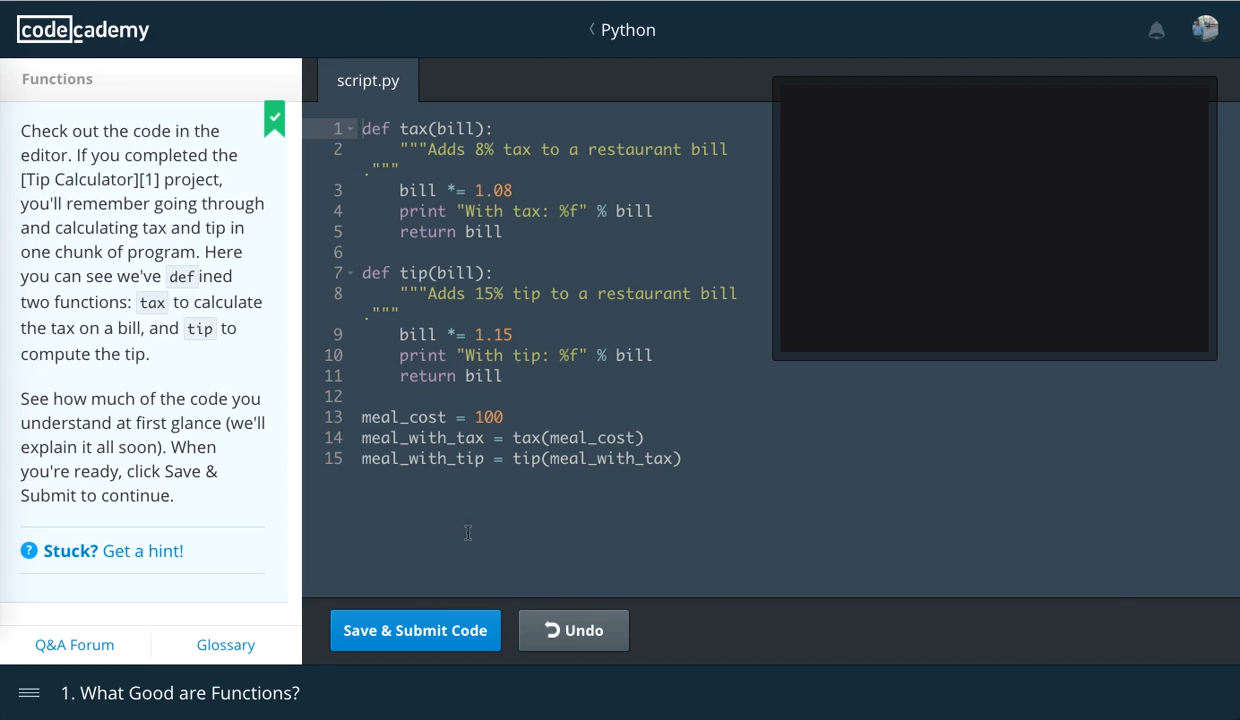 codecademy
Python
Functions
script.py
Check out the code in the
editor. If you completed the
[Tip Calculator][1] project,
you'll remember going through
and calculating tax and tip in
one chunk of program. Here
you can see we've defined
two functions: tax to calculate
the tax on a bill, and tip to
compute the tip.
See how much of the code you
understand at first glance (we'll
explain it all soon). When
you're ready, click Save &
Submit to continue.
? Stuck? Get a hint!
Q&A Forum
Glossary
1 def tax(bill):
2 """Adds 8% tax to a restaurant bill
."""
3 bill *= 1.08
4 print "With tax: %f" % bill
5 return bill
6
7 def tip(bill):
8 """Adds 15% tip to a restaurant bill
."""
9 bill *= 1.15
10 print "With tip: %f" % bill
11 return bill
12
13 meal_cost = 100
14 meal_with_tax = tax(meal_cost)
15 meal_with_tip = tip(meal_with_tax)
Save & Submit Code
Undo
1. What Good are Functions?